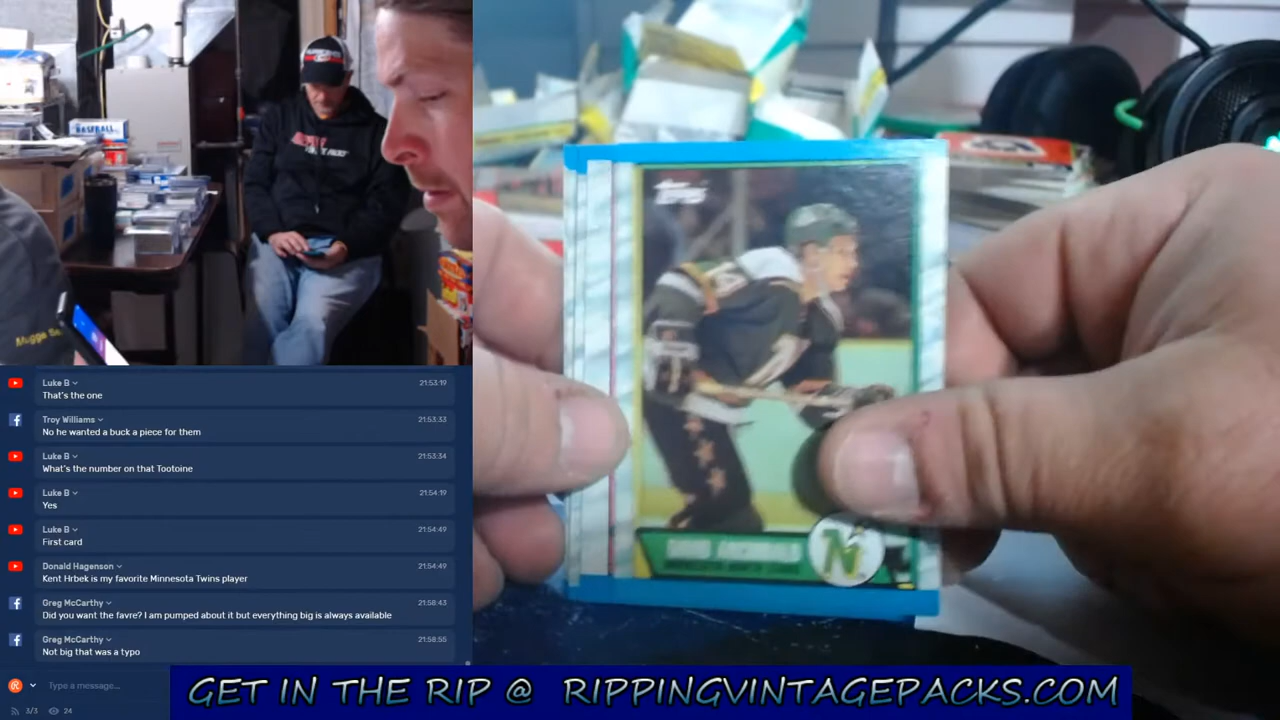 BASEBALL
Topps
N
Luke B
21:53:19
That's the one
Troy Williams
21:53:33
No he wanted a buck a piece for them
Luke B
21:53:34
What's the number on that Tootoine
Luke B
21:54:19
Yes
Luke B
21:54:49
First card
Donald Hagenson
21:54:49
Kent Hrbek is my favorite Minnesota Twins player
Greg McCarthy
21:58:43
Did you want the favre? I am pumped about it but everything big is always available
Greg McCarthy
21:58:55
Not big that was a typo
Type a message...
3/3
24
GET IN THE RIP @ RIPPINGVINTAGEPACKS.COM